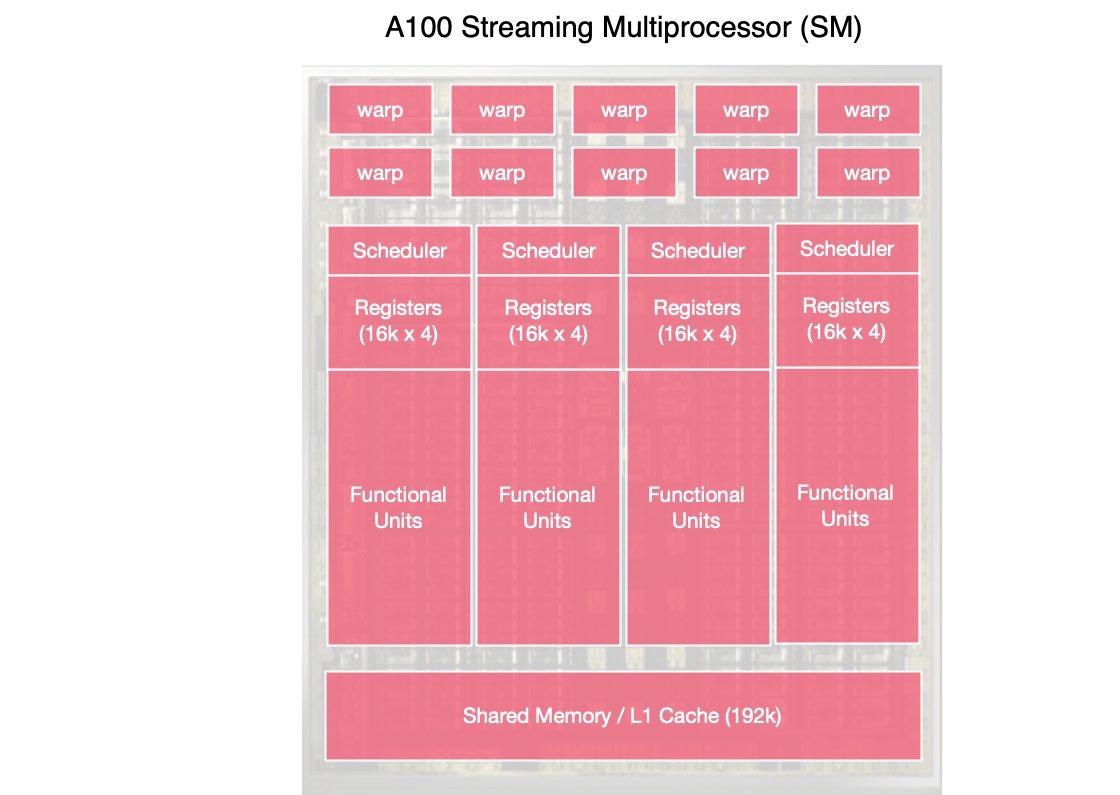 A100 Streaming Multiprocessor (SM)
warp warp warp warp warp
warp warp warp warp warp
Scheduler Scheduler Scheduler Scheduler
Registers Registers Registers Registers
(16k x 4) (16k x 4) (16k x 4) (16k x 4)
Functional Functional Functional Functional
Units Units Units Units
Shared Memory / L1 Cache (192k)